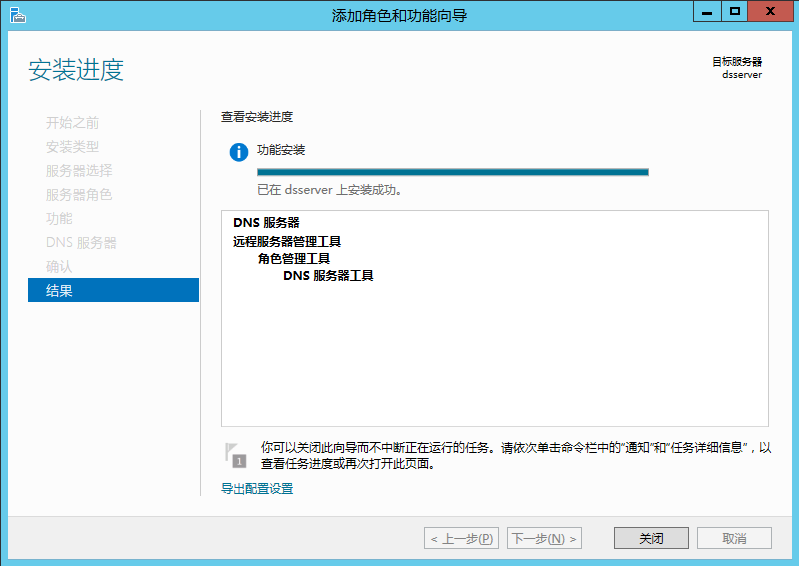 添加角色和功能向导
安装进度
目标服务器
dsserver
开始之前
安装类型
服务器选择
服务器角色
功能
DNS 服务器
确认
结果
查看安装进度
功能安装
已在 dsserver 上安装成功。
DNS 服务器
远程服务器管理工具
角色管理工具
DNS 服务器工具
1
你可以关闭此向导而不中断正在运行的任务。请依次单击命令栏中的“通知”和“任务详细信息”，以
查看任务进度或再次打开此页面。
导出配置设置
< 上一步(P)
下一步(N) >
关闭
取消